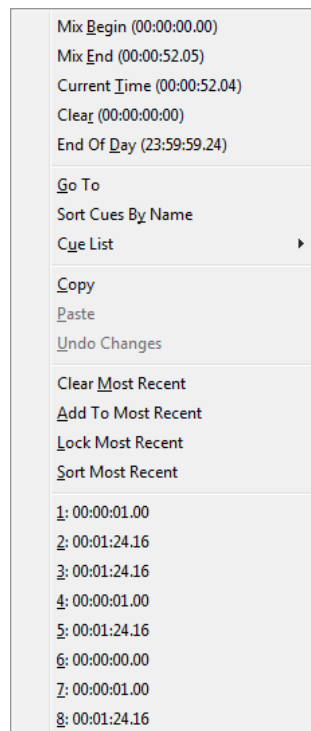 Mix Begin (00:00:00.00)
Mix End (00:00:52.05)
Current Time (00:00:52.04)
Clear (00:00:00:00)
End Of Day (23:59:59.24)
Go To
Sort Cues By Name
Cue List
Copy
Paste
Undo Changes
Clear Most Recent
Add To Most Recent
Lock Most Recent
Sort Most Recent
1: 00:00:01.00
2: 00:01:24.16
3: 00:01:24.16
4: 00:00:01.00
5: 00:01:24.16
6: 00:00:00.00
7: 00:00:01.00
8: 00:01:24.16